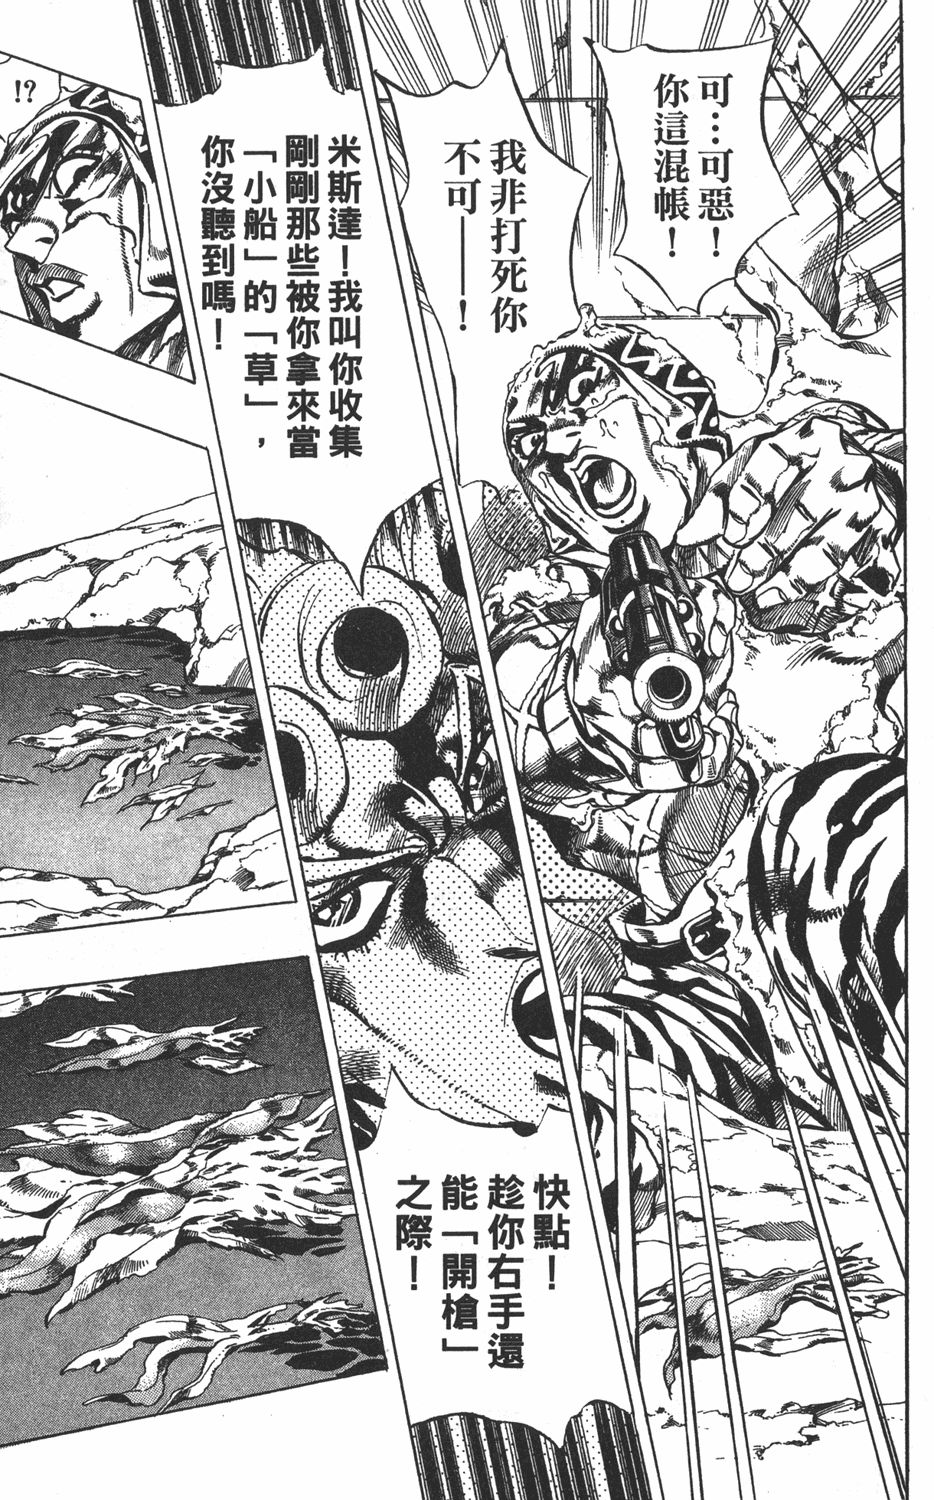 可…可惡！
你這混帳！
我非打死你
不可——！
米斯達！我叫你收集
剛剛那些被你拿來當
「小船」的「草」，
你沒聽到嗎！
快點！
趁你右手還
能「開槍」
之際！
!?